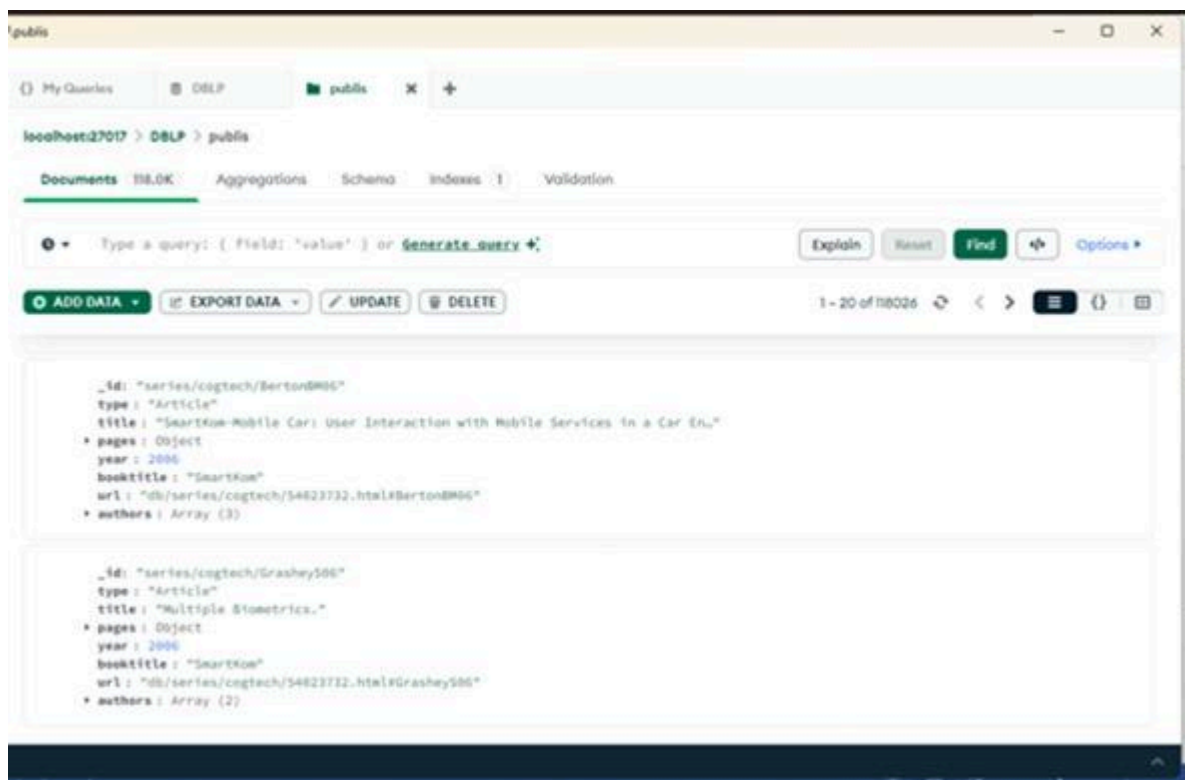 publis
My Queries DBLP publis
localhost:27017 > DBLP > publis
Documents 118.0K Aggregations Schema Indexes 1 Validation
Type a query: { field: 'value' } or Generate query
Explain Reset Find Options
ADD DATA EXPORT DATA UPDATE DELETE
1 – 20 of 118026
_id: "series/cogtech/BertonBM06"
type : "Article"
title : "SmartKom-Mobile Car: User Interaction with Mobile Services in a Car En…"
pages : Object
year : 2006
booktitle : "SmartKom"
url : "db/series/cogtech/54023732.html#BertonBM06"
authors : Array (3)
_id: "series/cogtech/GrasheyS06"
type : "Article"
title : "Multiple Biometrics."
pages : Object
year : 2006
booktitle : "SmartKom"
url : "db/series/cogtech/54023732.html#GrasheyS06"
authors : Array (2)